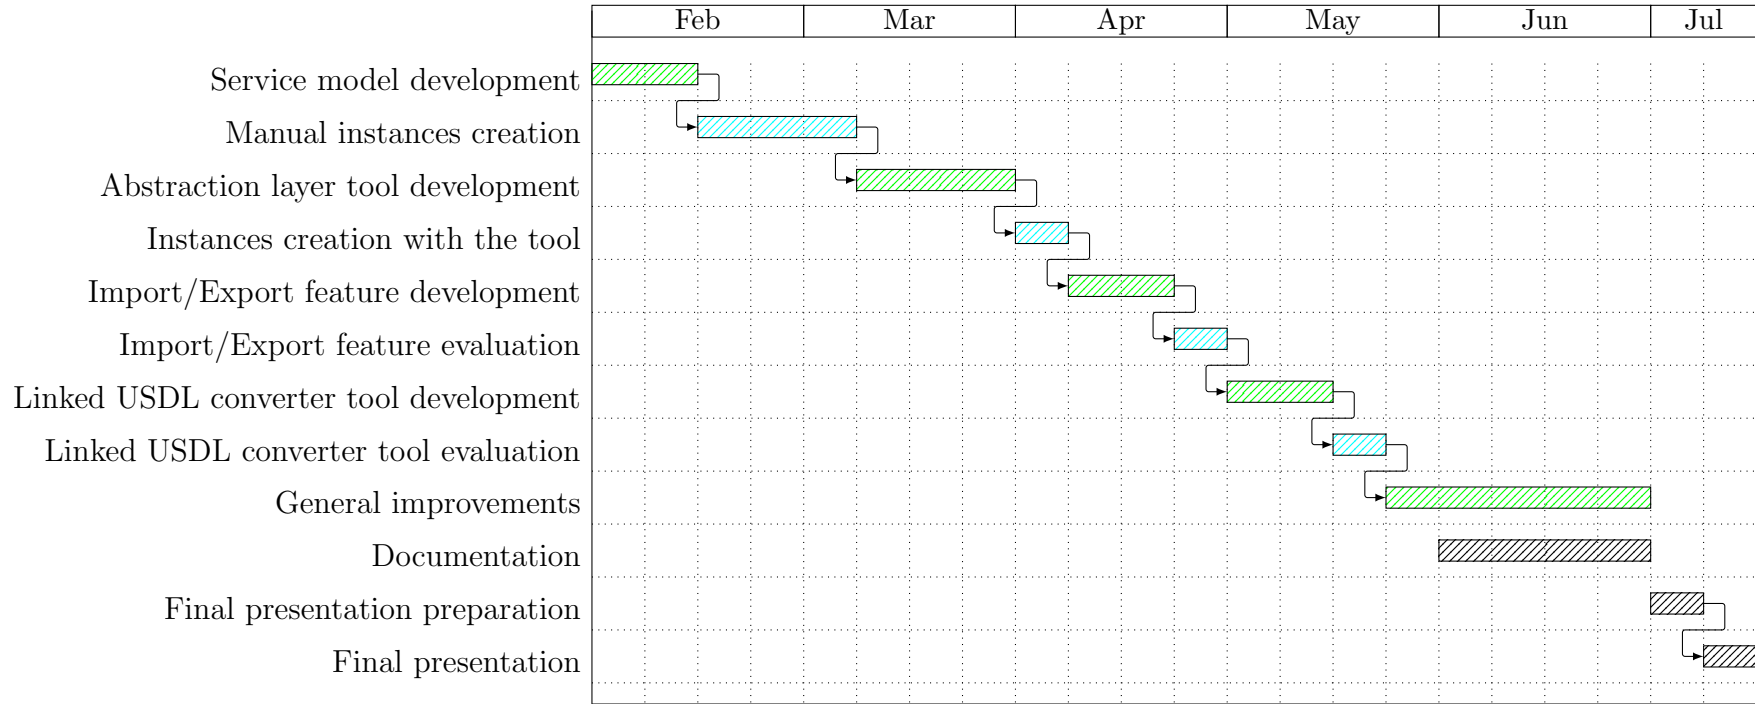 Feb Mar Apr May Jun Jul
Service model development
Manual instances creation
Abstraction layer tool development
Instances creation with the tool
Import/Export feature development
Import/Export feature evaluation
Linked USDL converter tool development
Linked USDL converter tool evaluation
General improvements
Documentation
Final presentation preparation
Final presentation